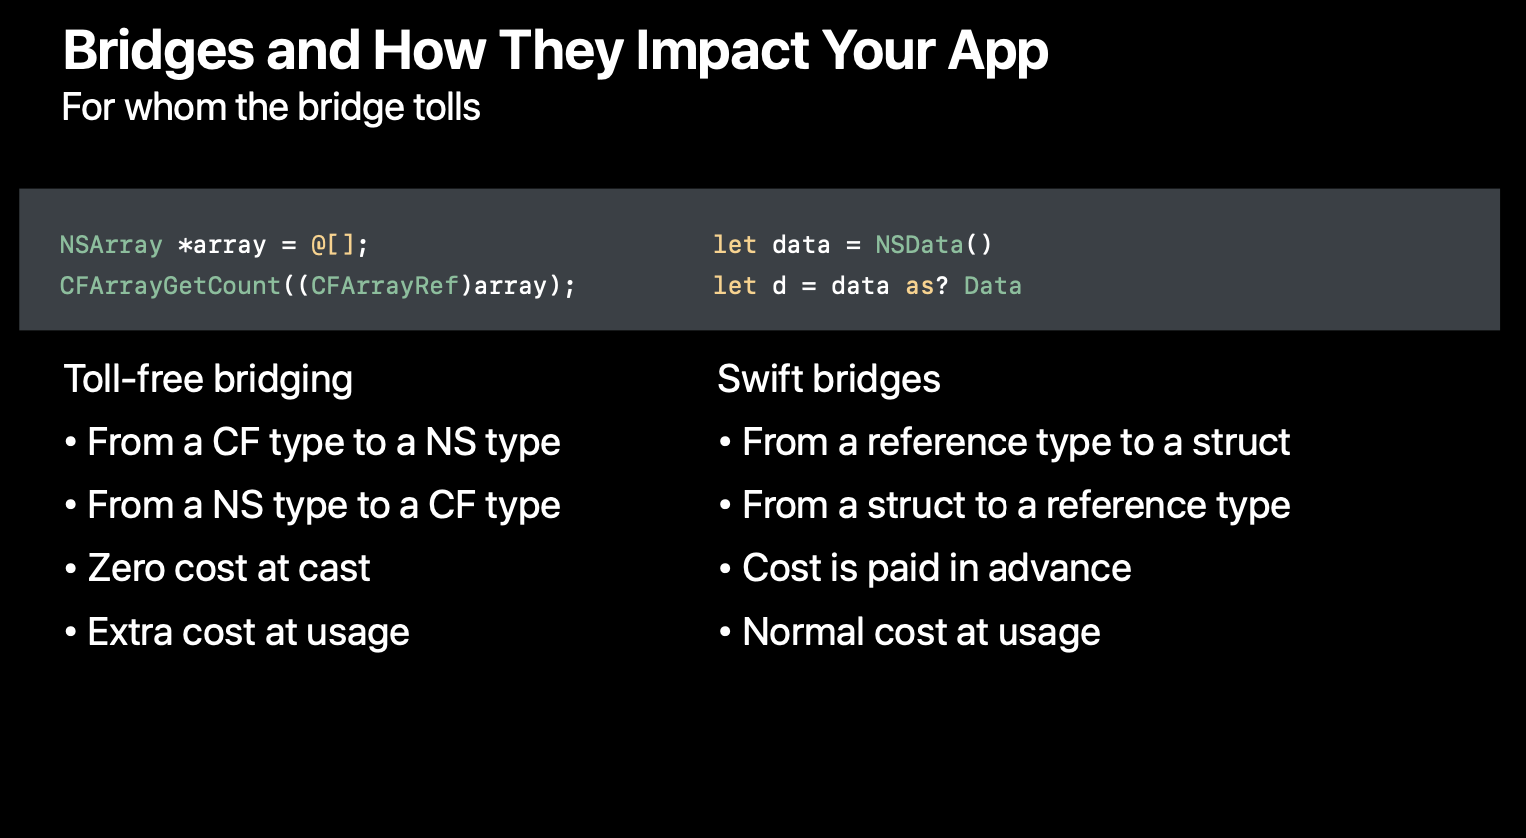 Bridges and How They Impact Your App
For whom the bridge tolls
NSArray *array = @[];
CFArrayGetCount((CFArrayRef)array);
let data = NSData()
let d = data as? Data
Toll-free bridging
• From a CF type to a NS type
• From a NS type to a CF type
• Zero cost at cast
• Extra cost at usage
Swift bridges
• From a reference type to a struct
• From a struct to a reference type
• Cost is paid in advance
• Normal cost at usage